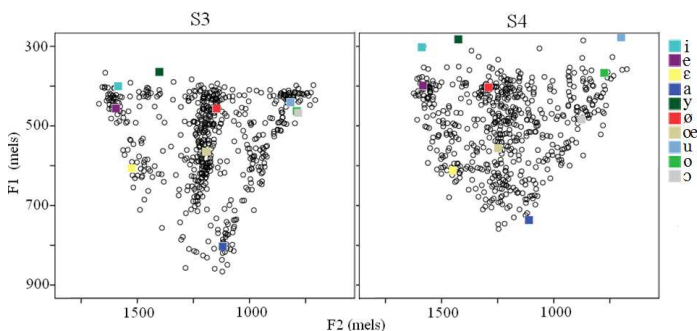 S3 S4
300
500
700
900
F1 (mels)
1500 1000 1500 1000
F2 (mels)
i
e
ɛ
a
y
ø
œ
u
o
ɔ